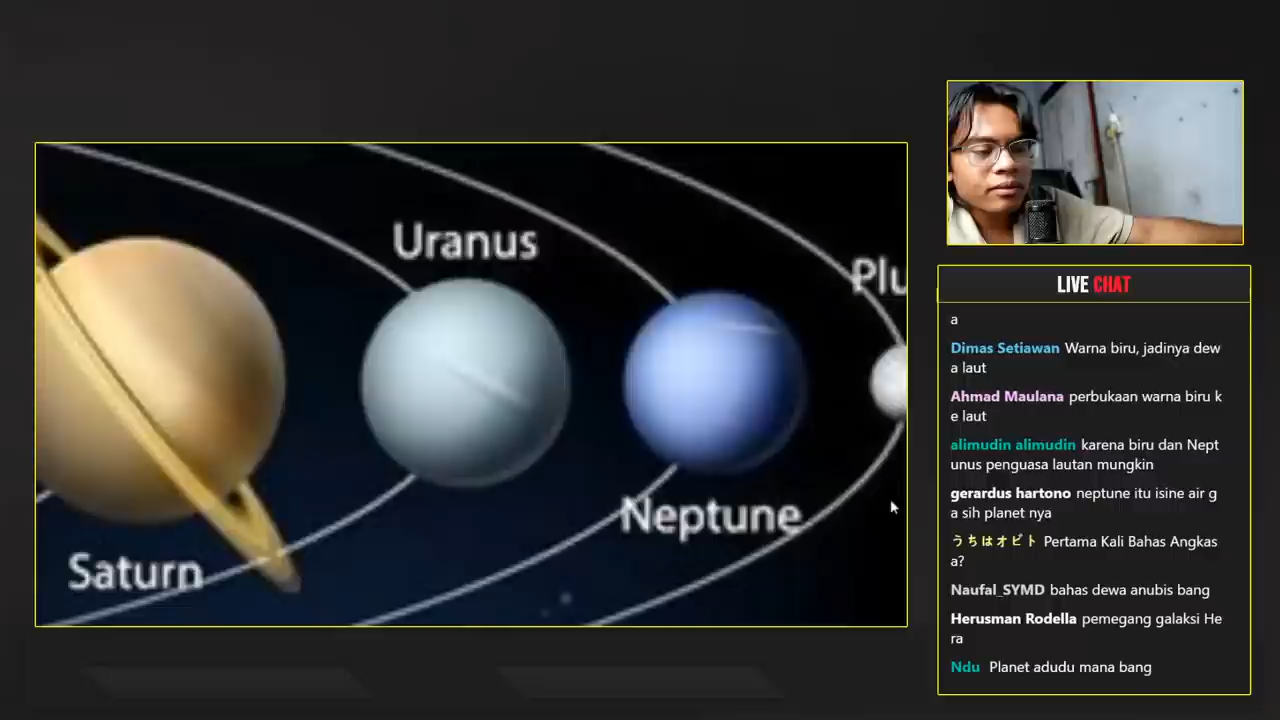 Uranus
Plu
Neptune
Saturn
LIVE CHAT
a
Dimas Setiawan Warna biru, jadinya dew
a laut
Ahmad Maulana perbukaan warna biru k
e laut
alimudin alimudin karena biru dan Nept
unus penguasa lautan mungkin
gerardus hartono neptune itu isine air g
a sih planet nya
うちはオビト Pertama Kali Bahas Angkas
a?
Naufal_SYMD bahas dewa anubis bang
Herusman Rodella pemegang galaksi He
ra
Ndu Planet adudu mana bang